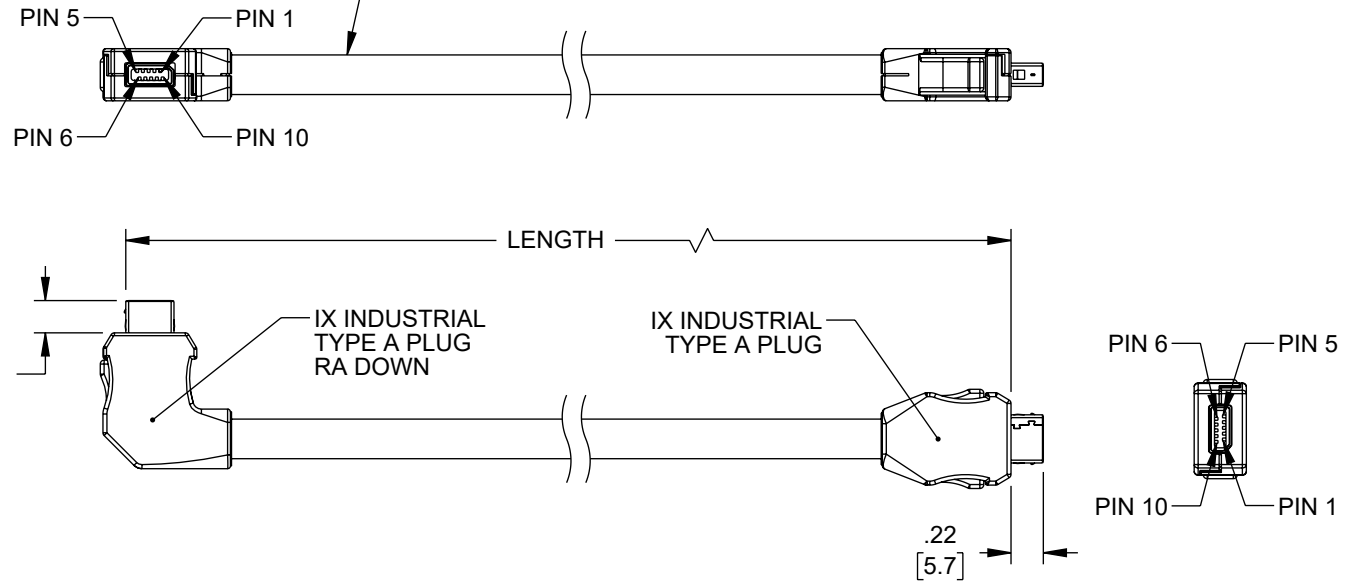 PIN 5
PIN 1
PIN 6
PIN 10
LENGTH
IX INDUSTRIAL
TYPE A PLUG
RA DOWN
IX INDUSTRIAL
TYPE A PLUG
PIN 6
PIN 5
PIN 10
PIN 1
.22
[5.7]